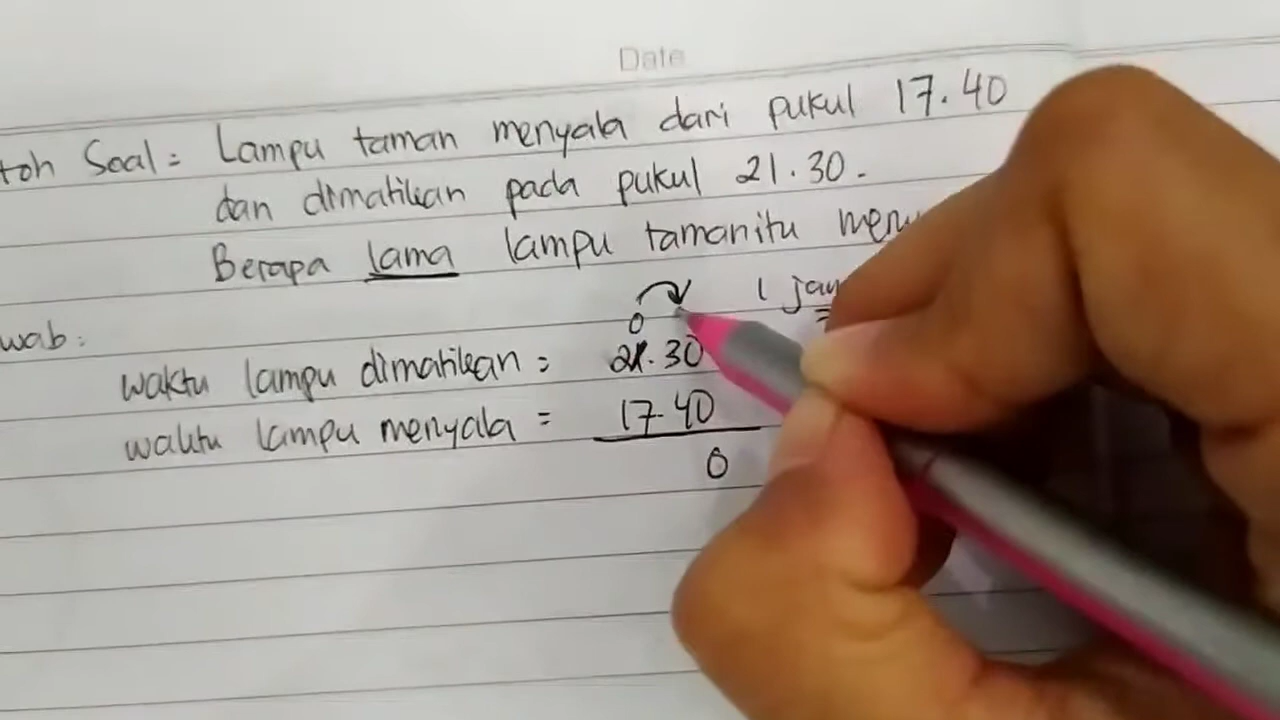 Date
toh Soal = Lampu taman menyala dari pukul 17.40
dan dimatikan pada pukul 21.30.
Berapa lama lampu taman itu
1 jam
0
wab:
waktu lampu dimatikan = 21.30
waktu lampu menyala = 17.40
0